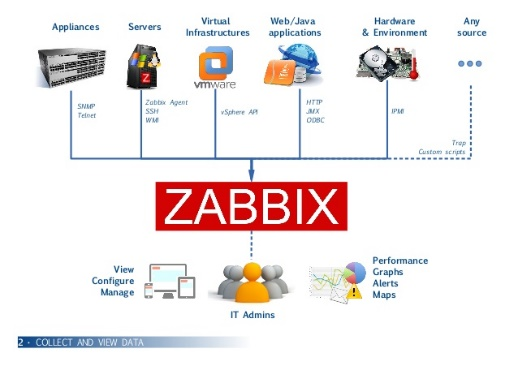 Appliances
Servers
Virtual
Infrastructures
Web/Java
applications
Hardware
& Environment
Any
source
Z
vmware
SNMP
Telnet
Zabbix Agent
SSH
WMI
vSphere API
HTTP
JMX
ODBC
IPMI
Trap
Custom scripts
ZABBIX
View
Configure
Manage
IT Admins
Performance
Graphs
Alerts
Maps
2 · COLLECT AND VIEW DATA